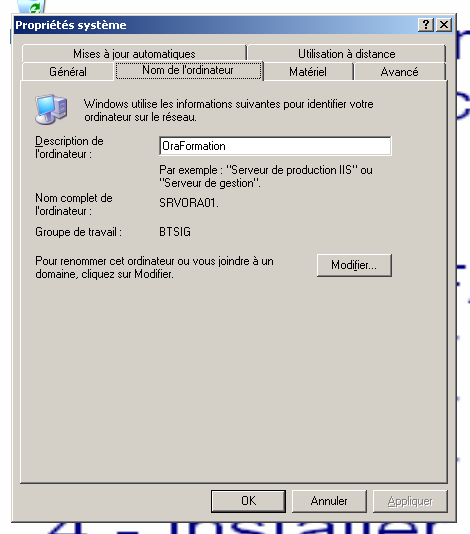 Propriétés système
Mises à jour automatiques
Utilisation à distance
Général
Nom de l'ordinateur
Matériel
Avancé
Windows utilise les informations suivantes pour identifier votre
ordinateur sur le réseau.
Description de
l'ordinateur :
OraFormation
Par exemple : "Serveur de production IIS" ou
"Serveur de gestion".
Nom complet de
l'ordinateur :
SRVORA01.
Groupe de travail :
BTSIG
Pour renommer cet ordinateur ou vous joindre à un
domaine, cliquez sur Modifier.
Modifier...
OK
Annuler
Appliquer
4 - Installer